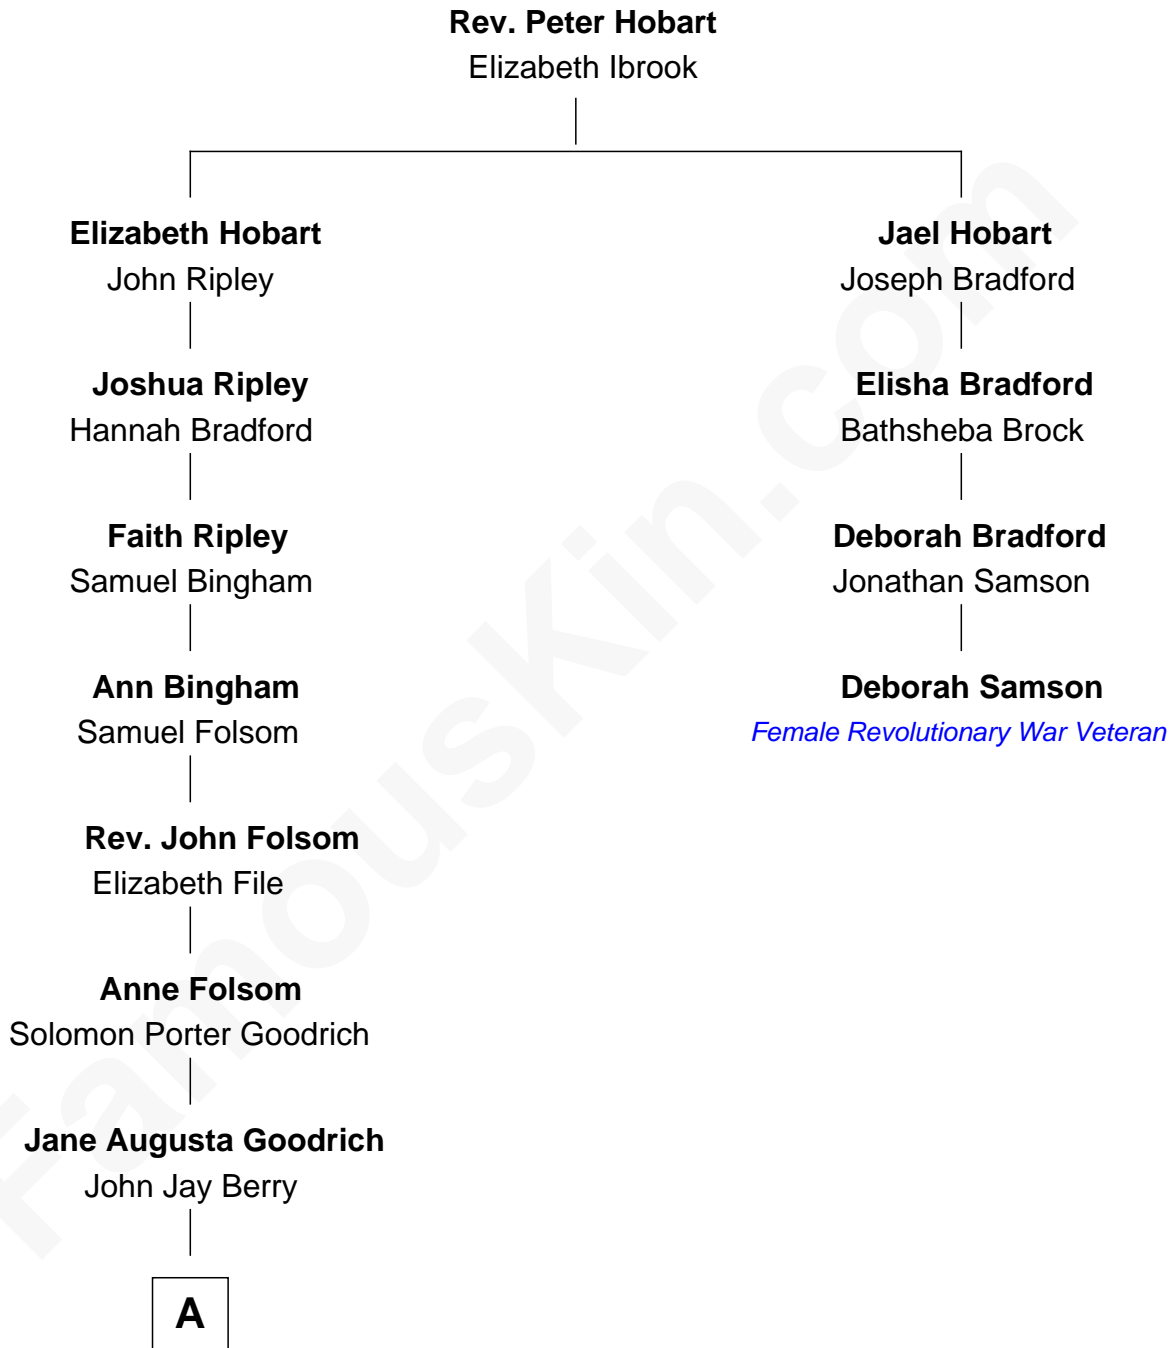 Rev. Peter Hobart
Elizabeth Ibrook
Elizabeth Hobart
John Ripley
Jael Hobart
Joseph Bradford
Joshua Ripley
Hannah Bradford
Elisha Bradford
Bathsheba Brock
Faith Ripley
Samuel Bingham
Deborah Bradford
Jonathan Samson
Ann Bingham
Samuel Folsom
Deborah Samson
Female Revolutionary War Veteran
Rev. John Folsom
Elizabeth File
Anne Folsom
Solomon Porter Goodrich
Jane Augusta Goodrich
John Jay Berry
A
FamousKin.com